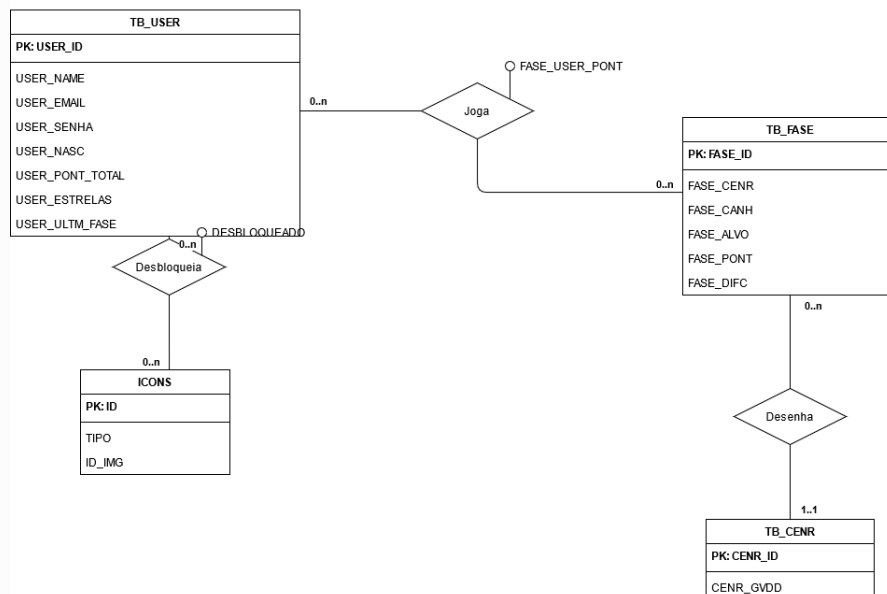 TB_USER
PK: USER_ID
USER_NAME
USER_EMAIL
USER_SENHA
USER_NASC
USER_PONT_TOTAL
USER_ESTRELAS
USER_ULTM_FASE
0..n
Joga
FASE_USER_PONT
0..n
TB_FASE
PK: FASE_ID
FASE_CENR
FASE_CANH
FASE_ALVO
FASE_PONT
FASE_DIFC
0..n
DESBLOQUEADO
Desbloqueia
0..n
ICONS
PK: ID
TIPO
ID_IMG
0..n
Desenha
1..1
TB_CENR
PK: CENR_ID
CENR_GVDD